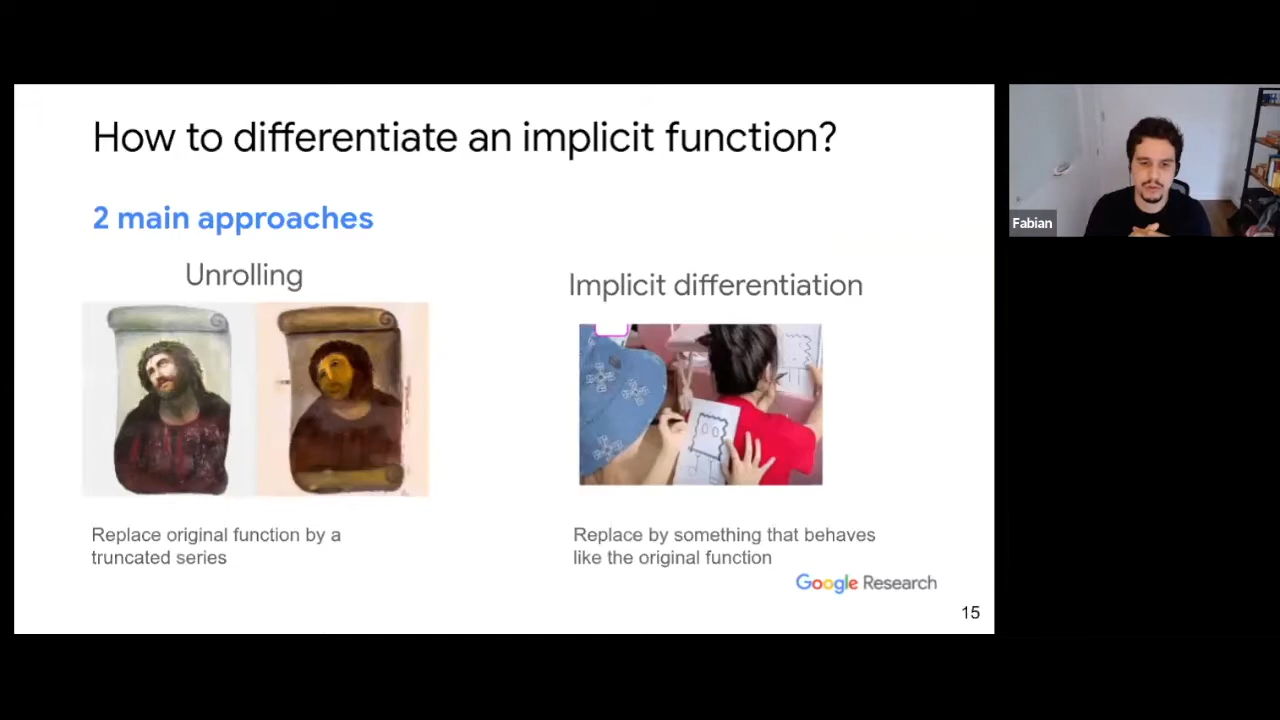 How to differentiate an implicit function?
2 main approaches
Unrolling
Implicit differentiation
Replace original function by a
truncated series
Replace by something that behaves
like the original function
Google Research
15
Fabian